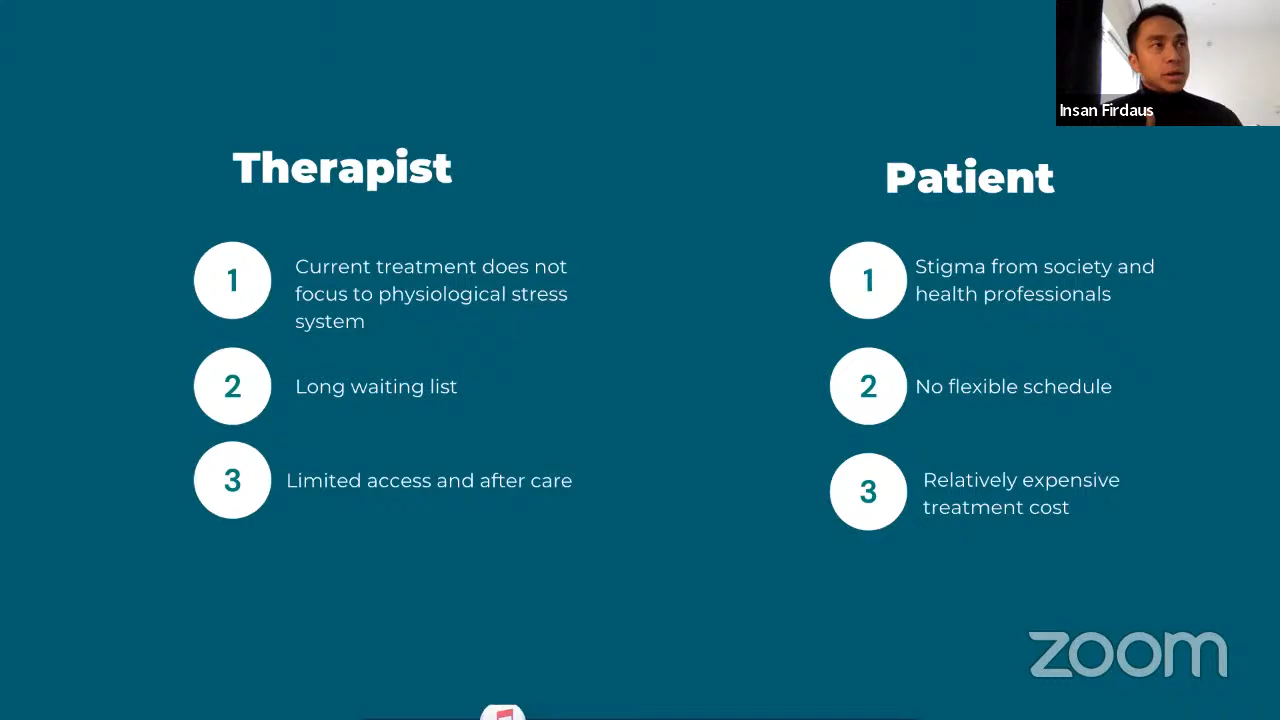 Insan Firdaus
Therapist
1
Current treatment does not
focus to physiological stress
system
2
Long waiting list
3
Limited access and after care
Patient
1
Stigma from society and
health professionals
2
No flexible schedule
3
Relatively expensive
treatment cost
zoom